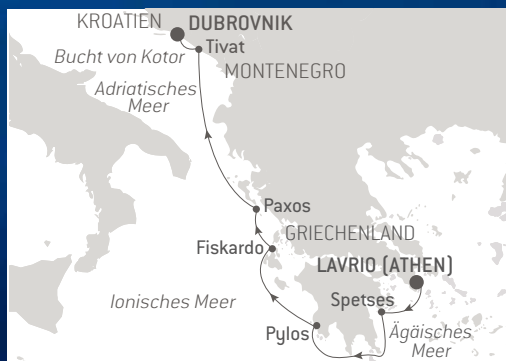 KROATIEN
DUBROVNIK
Tivat
Bucht von Kotor
MONTENEGRO
Adriatisches
Meer
Paxos
GRIECHENLAND
Fiskardo
LAVRIO (ATHEN)
Ionisches Meer
Spetses
Pylos
Ägäisches
Meer